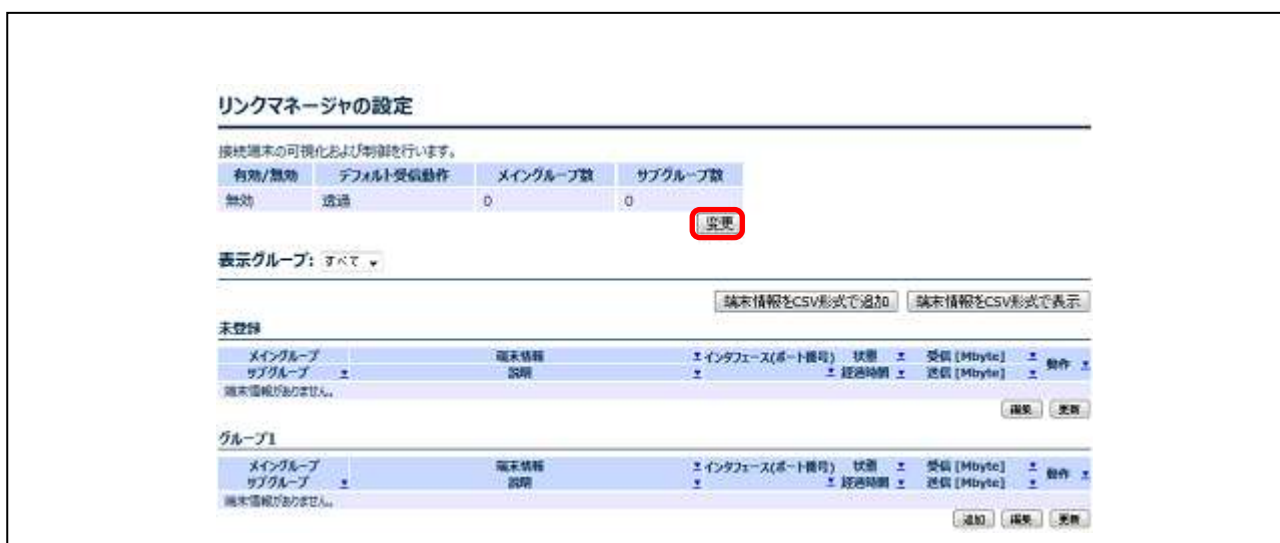 リンクマネージャの設定
接続端末の可視化および制御を行います。
有効/無効 デフォルト受信動作 メイングループ数 サブグループ数
無効 透過 0 0
変更
表示グループ: すべて
端末情報をCSV形式で追加 端末情報をCSV形式で表示
未登録
メイングループ 端末情報 インタフェース(ポート番号) 状態 受信 [Mbyte] 動作
サブグループ 説明 経過時間 送信 [Mbyte]
端末情報がありません。
編集 更新
グループ1
メイングループ 端末情報 インタフェース(ポート番号) 状態 受信 [Mbyte] 動作
サブグループ 説明 経過時間 送信 [Mbyte]
端末情報がありません。
追加 編集 更新